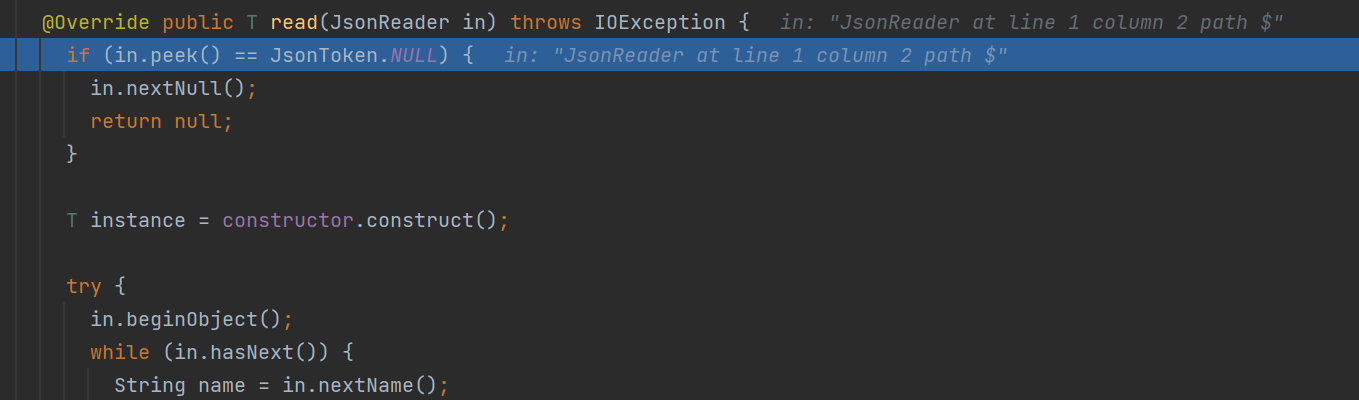 @Override public T read(JsonReader in) throws IOException {   in: "JsonReader at line 1 column 2 path $"
if (in.peek() == JsonToken.NULL) {   in: "JsonReader at line 1 column 2 path $"
in.nextNull();
return null;
}
T instance = constructor.construct();
try {
in.beginObject();
while (in.hasNext()) {
String name = in.nextName();